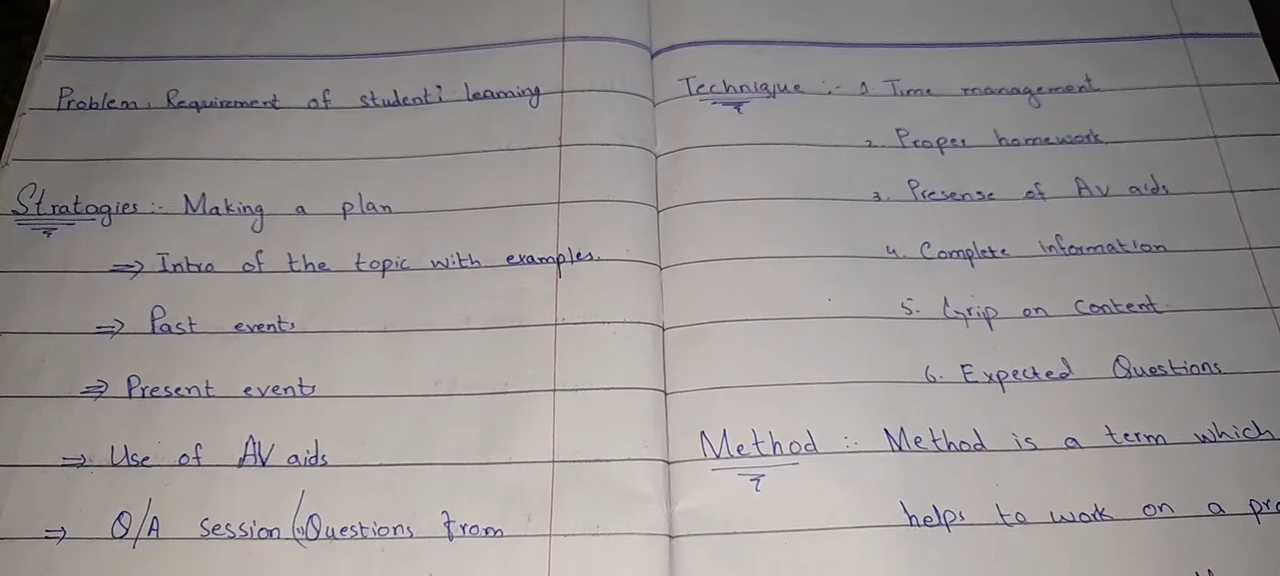 Problem, Requirement of student's learning
Stratagies :- Making a plan
⇒ Intro of the topic with examples.
⇒ Past events
⇒ Present events
⇒ Use of AV aids
⇒ Q/A session (Questions from
Technique :- 1. Time management
2. Proper homework
3. Presense of AV aids
4. Complete information
5. Grip on content
6. Expected Questions
Method :- Method is a term which
helps to work on a